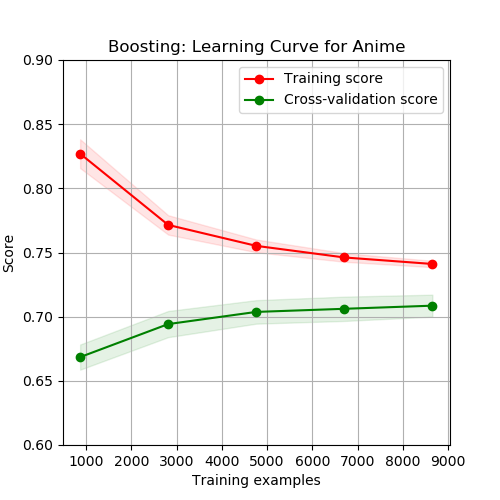 Boosting: Learning Curve for Anime
Training score
Cross-validation score
Score
0.90
0.85
0.80
0.75
0.70
0.65
0.60
1000 2000 3000 4000 5000 6000 7000 8000 9000
Training examples